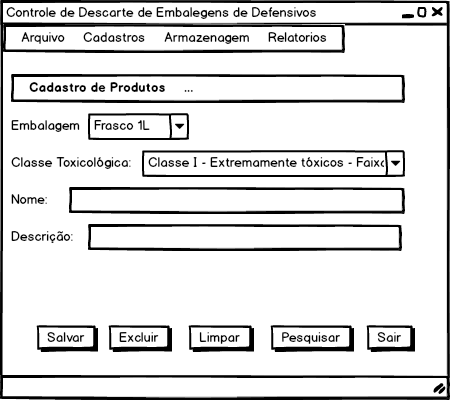 Controle de Descarte de Embalegens de Defensivos
Arquivo Cadastros Armazenagem Relatorios
Cadastro de Produtos ...
Embalagem Frasco 1L
Classe Toxicológica: Classe I - Extremamente tóxicos - Faixa
Nome:
Descrição:
Salvar Excluir Limpar Pesquisar Sair